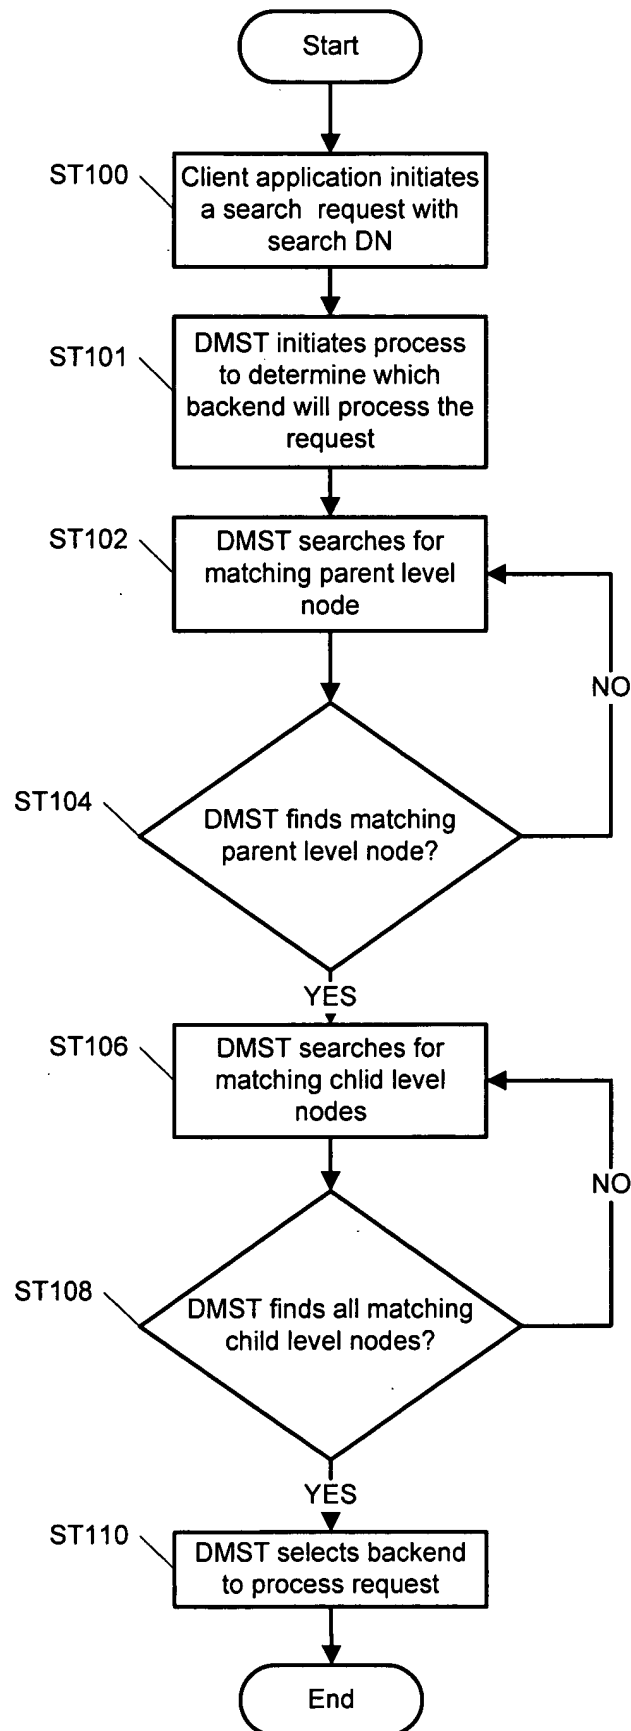 Start
ST100
Client application initiates
a search request with
search DN
ST101
DMST initiates process
to determine which
backend will process the
request
ST102
DMST searches for
matching parent level
node
NO
ST104
DMST finds matching
parent level node?
YES
ST106
DMST searches for
matching chlid level
nodes
NO
ST108
DMST finds all matching
child level nodes?
YES
ST110
DMST selects backend
to process request
End